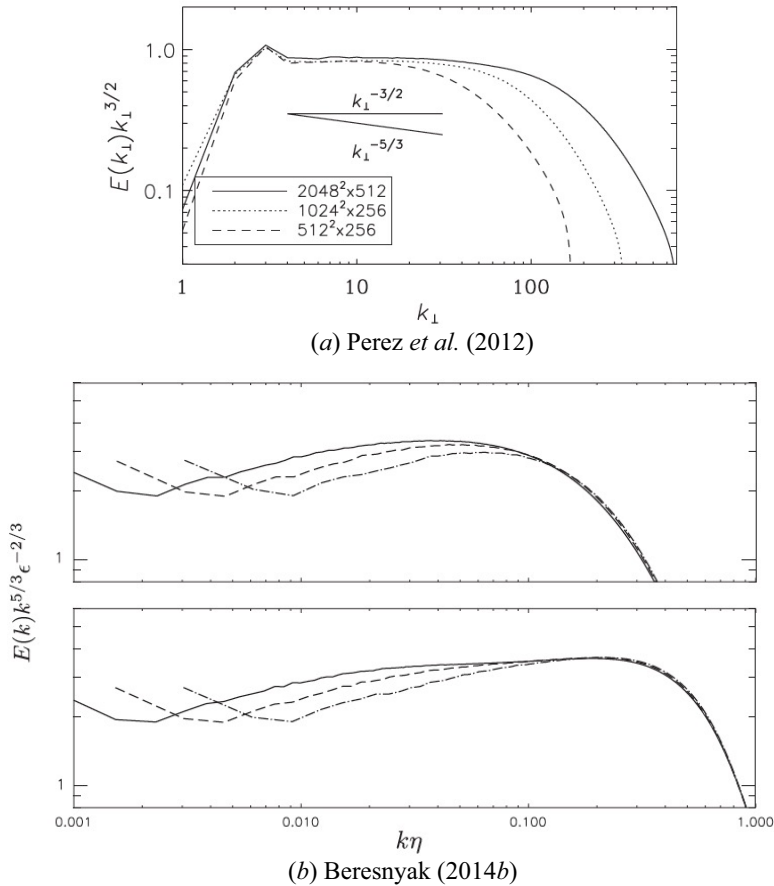 E(k⊥)k⊥^3/2
1.0
0.1
k⊥^−3/2
k⊥^−5/3
2048²x512
1024²x256
512²x256
1 10 100
k⊥
(a) Perez et al. (2012)
E(k)k^5/3 ϵ^−2/3
1
1
0.001 0.010 0.100 1.000
kη
(b) Beresnyak (2014b)